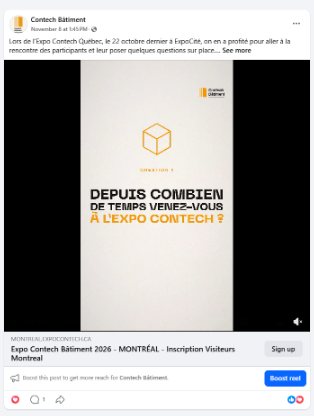 Contech Bâtiment
November 8 at 1:45 PM
Lors de l'Expo Contech Québec, le 22 octobre dernier à ExpoCité, on en a profité pour aller à la
rencontre des participants et leur poser quelques questions sur place... See more
Contech
Bâtiment
QUESTION 1
DEPUIS COMBIEN
DE TEMPS VENEZ-VOUS
À L'EXPO CONTECH ?
MONTREAL.EXPOCONTECH.CA
Expo Contech Bâtiment 2026 - MONTRÉAL - Inscription Visiteurs
Montreal
Sign up
Boost this post to get more reach for Contech Bâtiment.
Boost reel
1